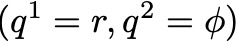 (q¹ = r, q² = ϕ)